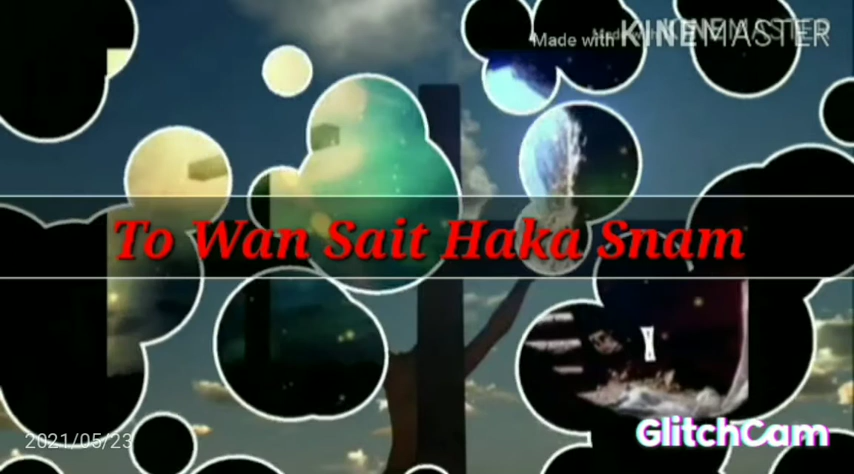 Made with KINEMASTER
To Wan Sait Haka Snam
2021/05/23
GlitchCam